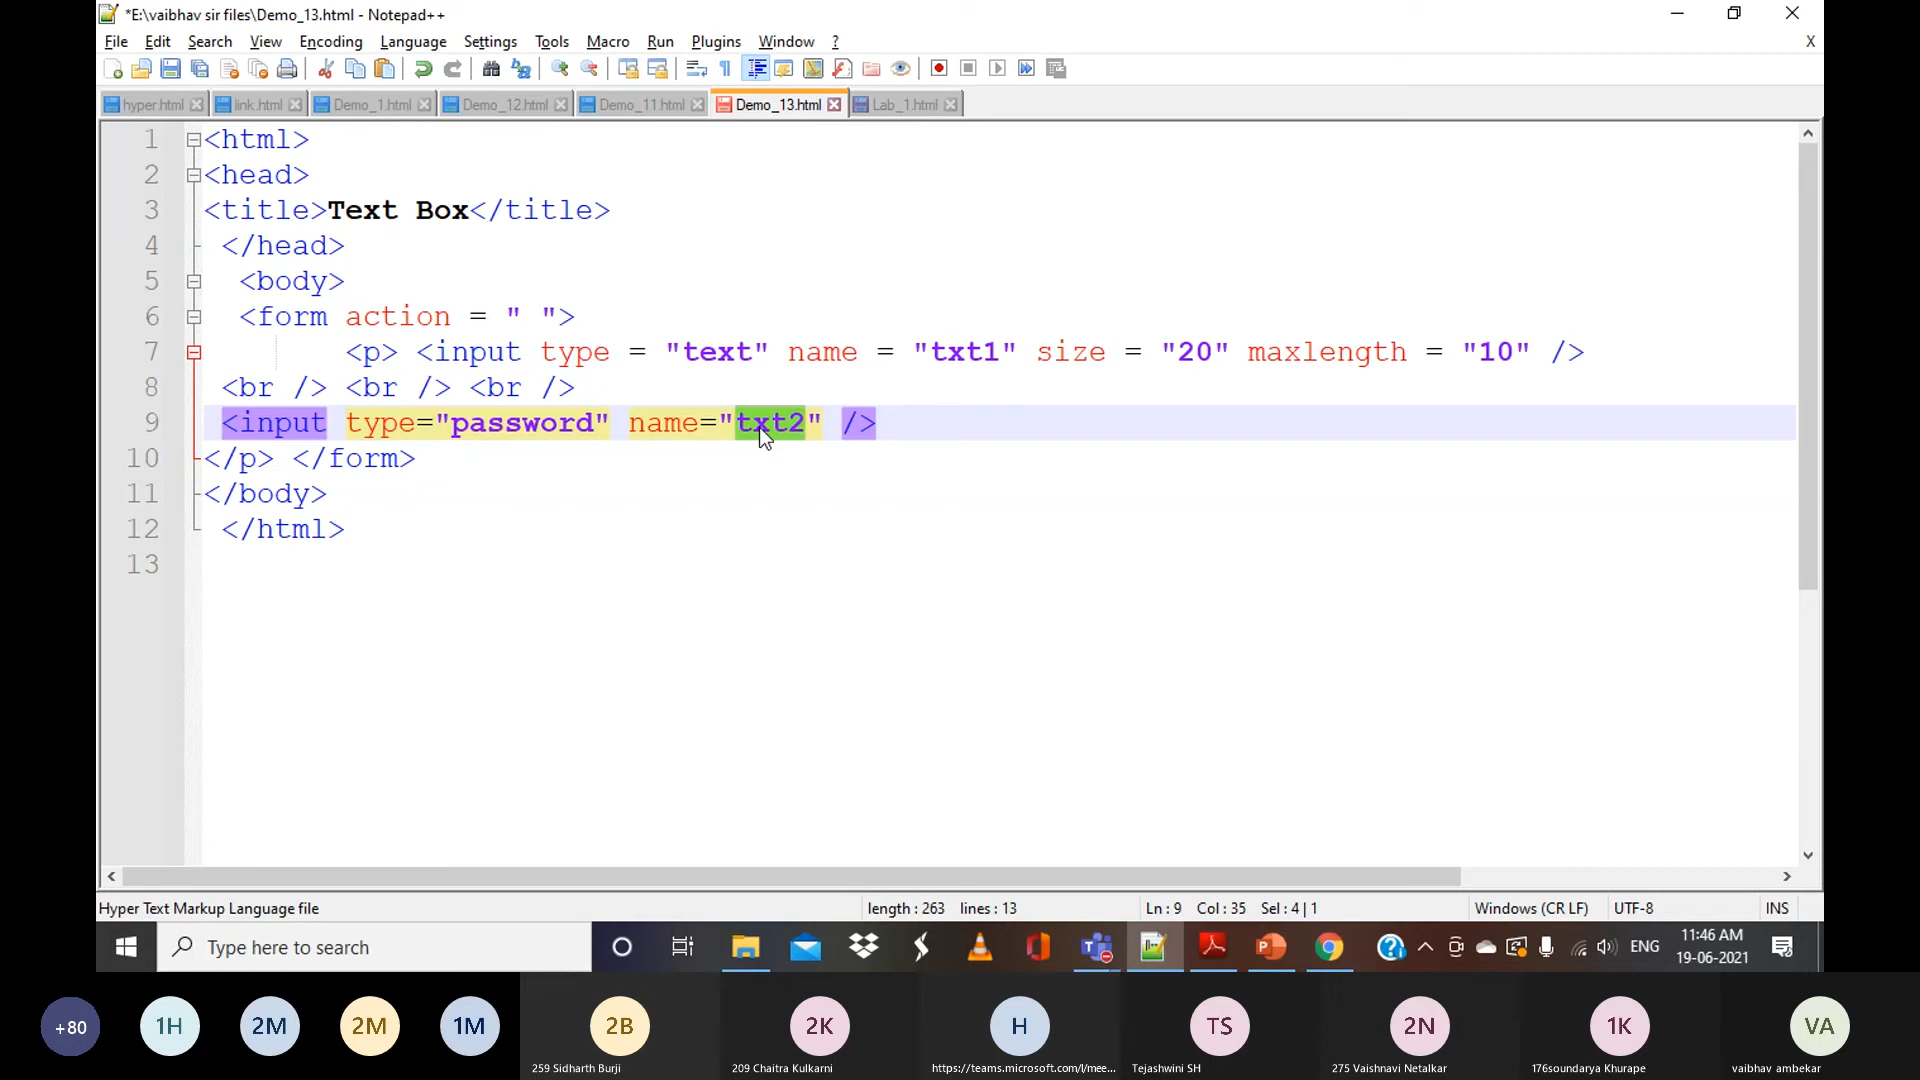 *E:\vaibhav sir files\Demo_13.html - Notepad++
File Edit Search View Encoding Language Settings Tools Macro Run Plugins Window ? X
hyper.html link.html Demo_1.html Demo_12.html Demo_11.html Demo_13.html Lab_1.html
1 <html>
2 <head>
3 <title>Text Box</title>
4 </head>
5 <body>
6 <form action = " ">
7 <p> <input type = "text" name = "txt1" size = "20" maxlength = "10" />
8 <br /> <br /> <br />
9 <input type="password" name="txt2" />
10 </p> </form>
11 </body>
12 </html>
13
Hyper Text Markup Language file length : 263 lines : 13 Ln : 9 Col : 35 Sel : 4 | 1 Windows (CR LF) UTF-8 INS
Type here to search ENG 11:46 AM
19-06-2021
+80 1H 2M 2M 1M 2B 2K H TS 2N 1K VA
259 Sidharth Burji 209 Chaitra Kulkarni https://teams.microsoft.com/l/mee... Tejashwini SH 275 Vaishnavi Netalkar 176soundarya Khurape vaibhav ambekar